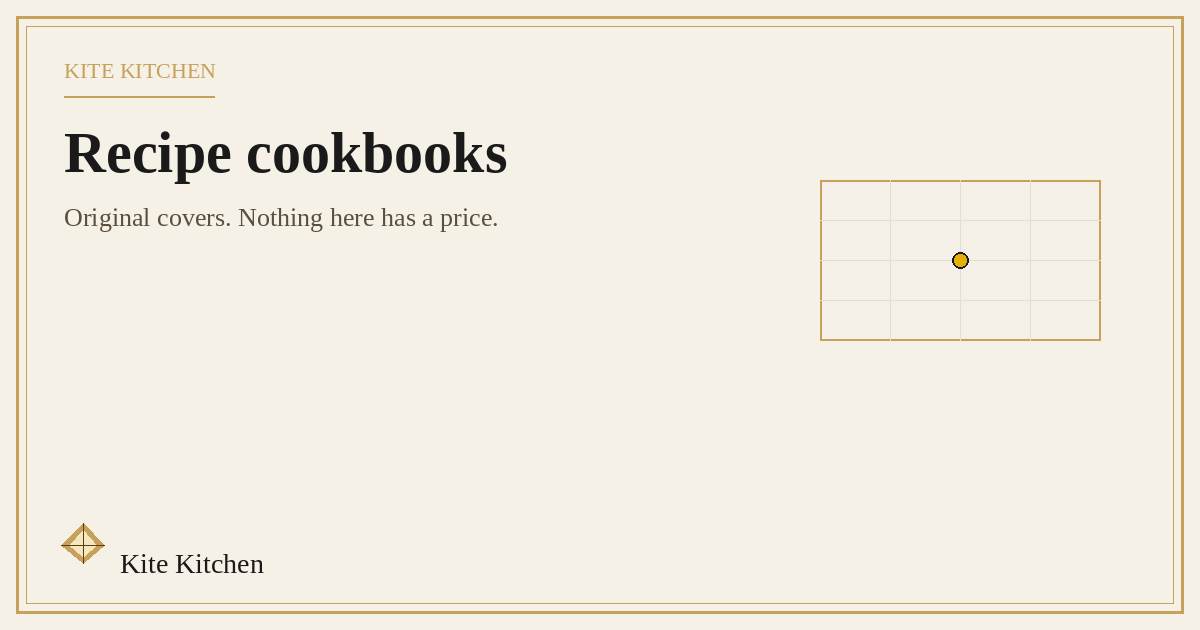 KITE KITCHEN
Recipe cookbooks
Original covers. Nothing here has a price.
Kite Kitchen